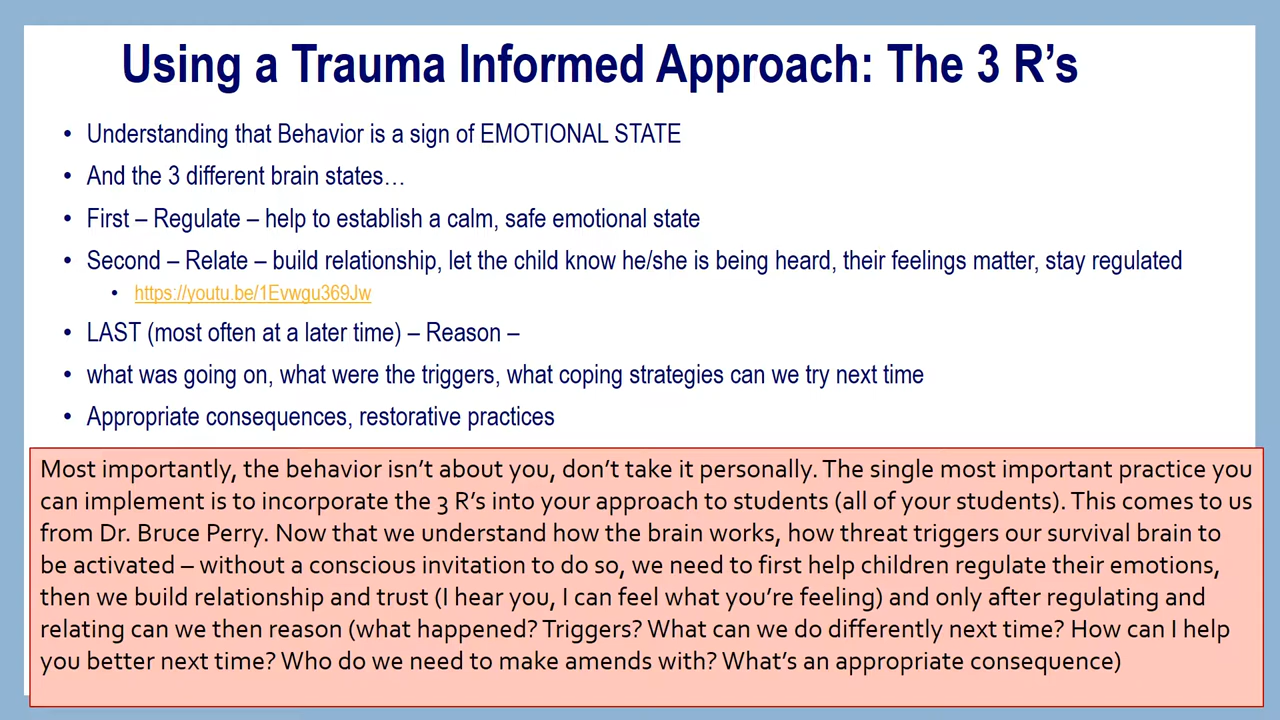 Using a Trauma Informed Approach: The 3 R's
• Understanding that Behavior is a sign of EMOTIONAL STATE
• And the 3 different brain states…
• First – Regulate – help to establish a calm, safe emotional state
• Second – Relate – build relationship, let the child know he/she is being heard, their feelings matter, stay regulated
• https://youtu.be/1Evwgu369Jw
• LAST (most often at a later time) – Reason –
• what was going on, what were the triggers, what coping strategies can we try next time
• Appropriate consequences, restorative practices
Most importantly, the behavior isn't about you, don't take it personally. The single most important practice you
can implement is to incorporate the 3 R's into your approach to students (all of your students). This comes to us
from Dr. Bruce Perry. Now that we understand how the brain works, how threat triggers our survival brain to
be activated – without a conscious invitation to do so, we need to first help children regulate their emotions,
then we build relationship and trust (I hear you, I can feel what you're feeling) and only after regulating and
relating can we then reason (what happened? Triggers? What can we do differently next time? How can I help
you better next time? Who do we need to make amends with? What's an appropriate consequence)